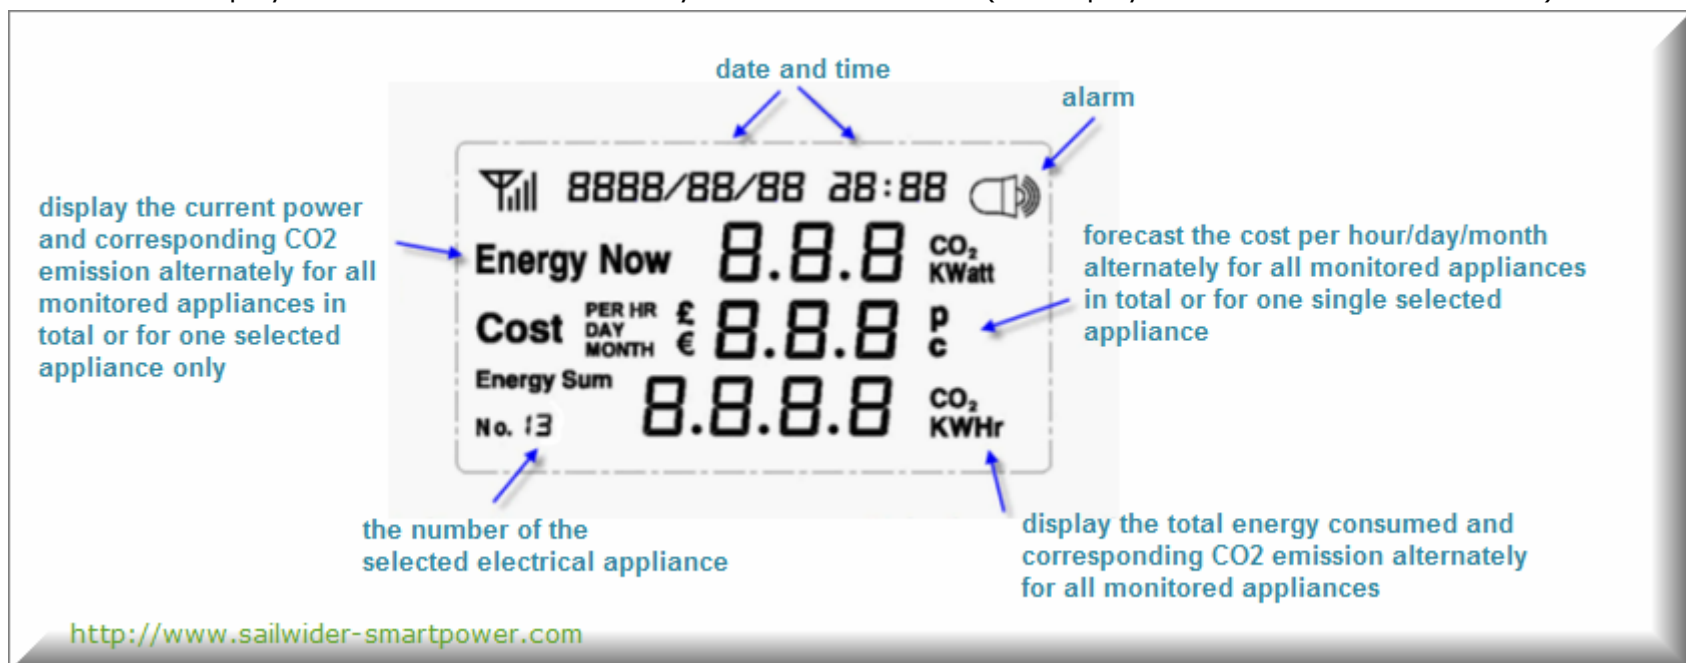 date and time
alarm
8888/88/88 28:88
display the current power
and corresponding CO2
emission alternately for all
monitored appliances in
total or for one selected
appliance only
Energy Now 8.8.8 CO₂
KWatt
forecast the cost per hour/day/month
alternately for all monitored appliances
in total or for one single selected
appliance
Cost PER HR £ 8.8.8 p
DAY
MONTH € c
Energy Sum
No. 13 8.8.8.8 CO₂
KWHr
the number of the
selected electrical appliance
display the total energy consumed and
corresponding CO2 emission alternately
for all monitored appliances
http://www.sailwider-smartpower.com